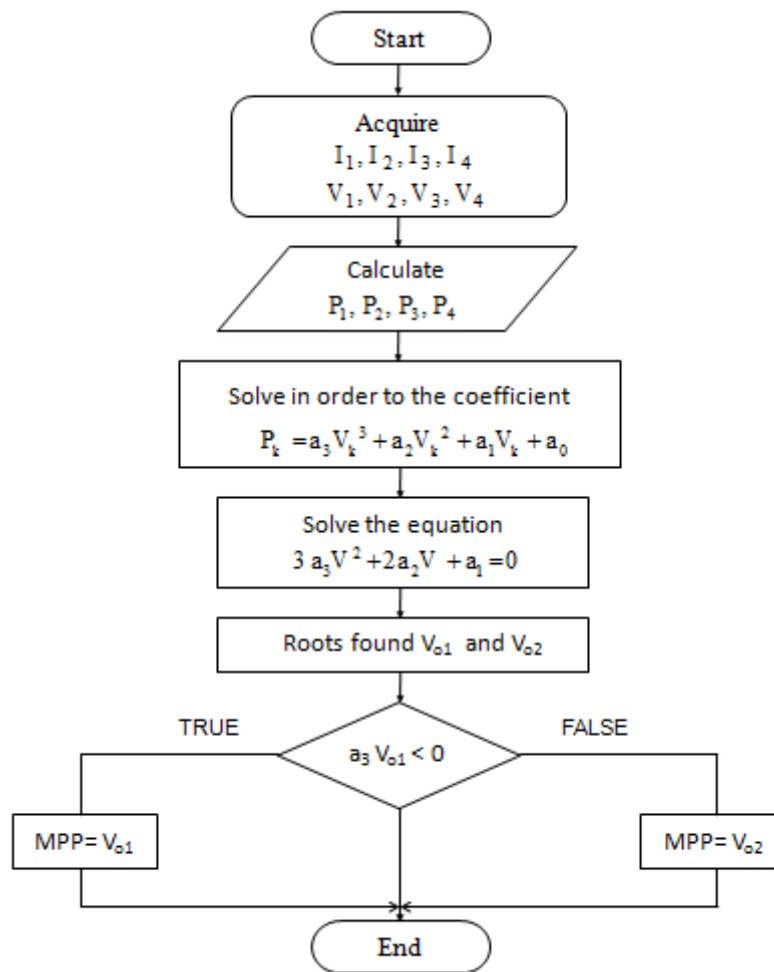 Start
Acquire
I₁, I₂, I₃, I₄
V₁, V₂, V₃, V₄
Calculate
P₁, P₂, P₃, P₄
Solve in order to the coefficient
Pₖ = a₃Vₖ³ + a₂Vₖ² + a₁Vₖ + a₀
Solve the equation
3 a₃V² + 2a₂V + a₁ = 0
Roots found Vₒ₁ and Vₒ₂
TRUE
FALSE
a₃ Vₒ₁ < 0
MPP= Vₒ₁
MPP= Vₒ₂
End